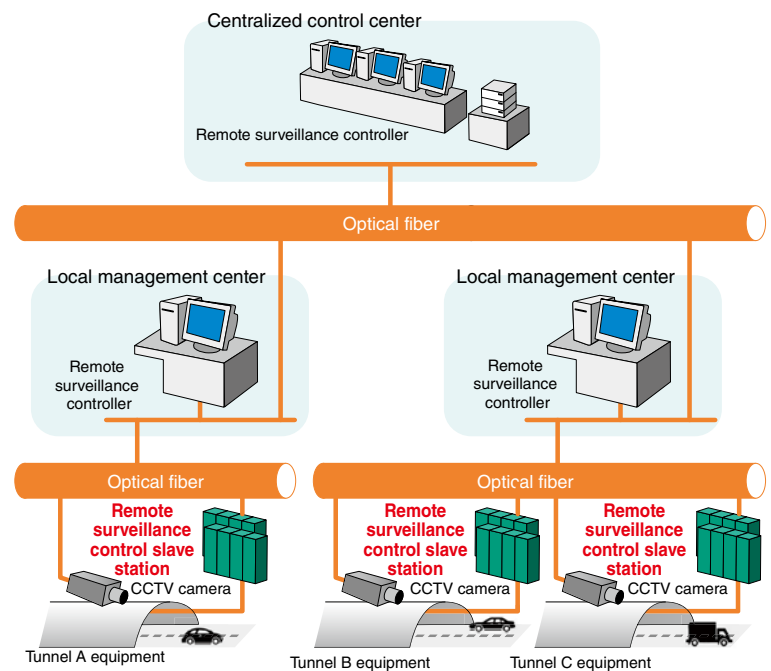 Centralized control center
Remote surveillance controller
Optical fiber
Local management center
Remote
surveillance
controller
Local management center
Remote
surveillance
controller
Optical fiber
Optical fiber
Remote
surveillance
control slave
station
CCTV camera
Tunnel A equipment
Remote
surveillance
control slave
station
CCTV camera
Tunnel B equipment
Remote
surveillance
control slave
station
CCTV camera
Tunnel C equipment